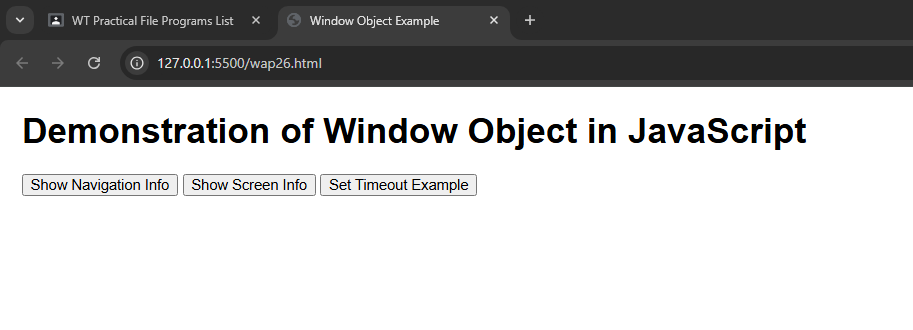 WT Practical File Programs List
Window Object Example
127.0.0.1:5500/wap26.html
Demonstration of Window Object in JavaScript
Show Navigation Info Show Screen Info Set Timeout Example